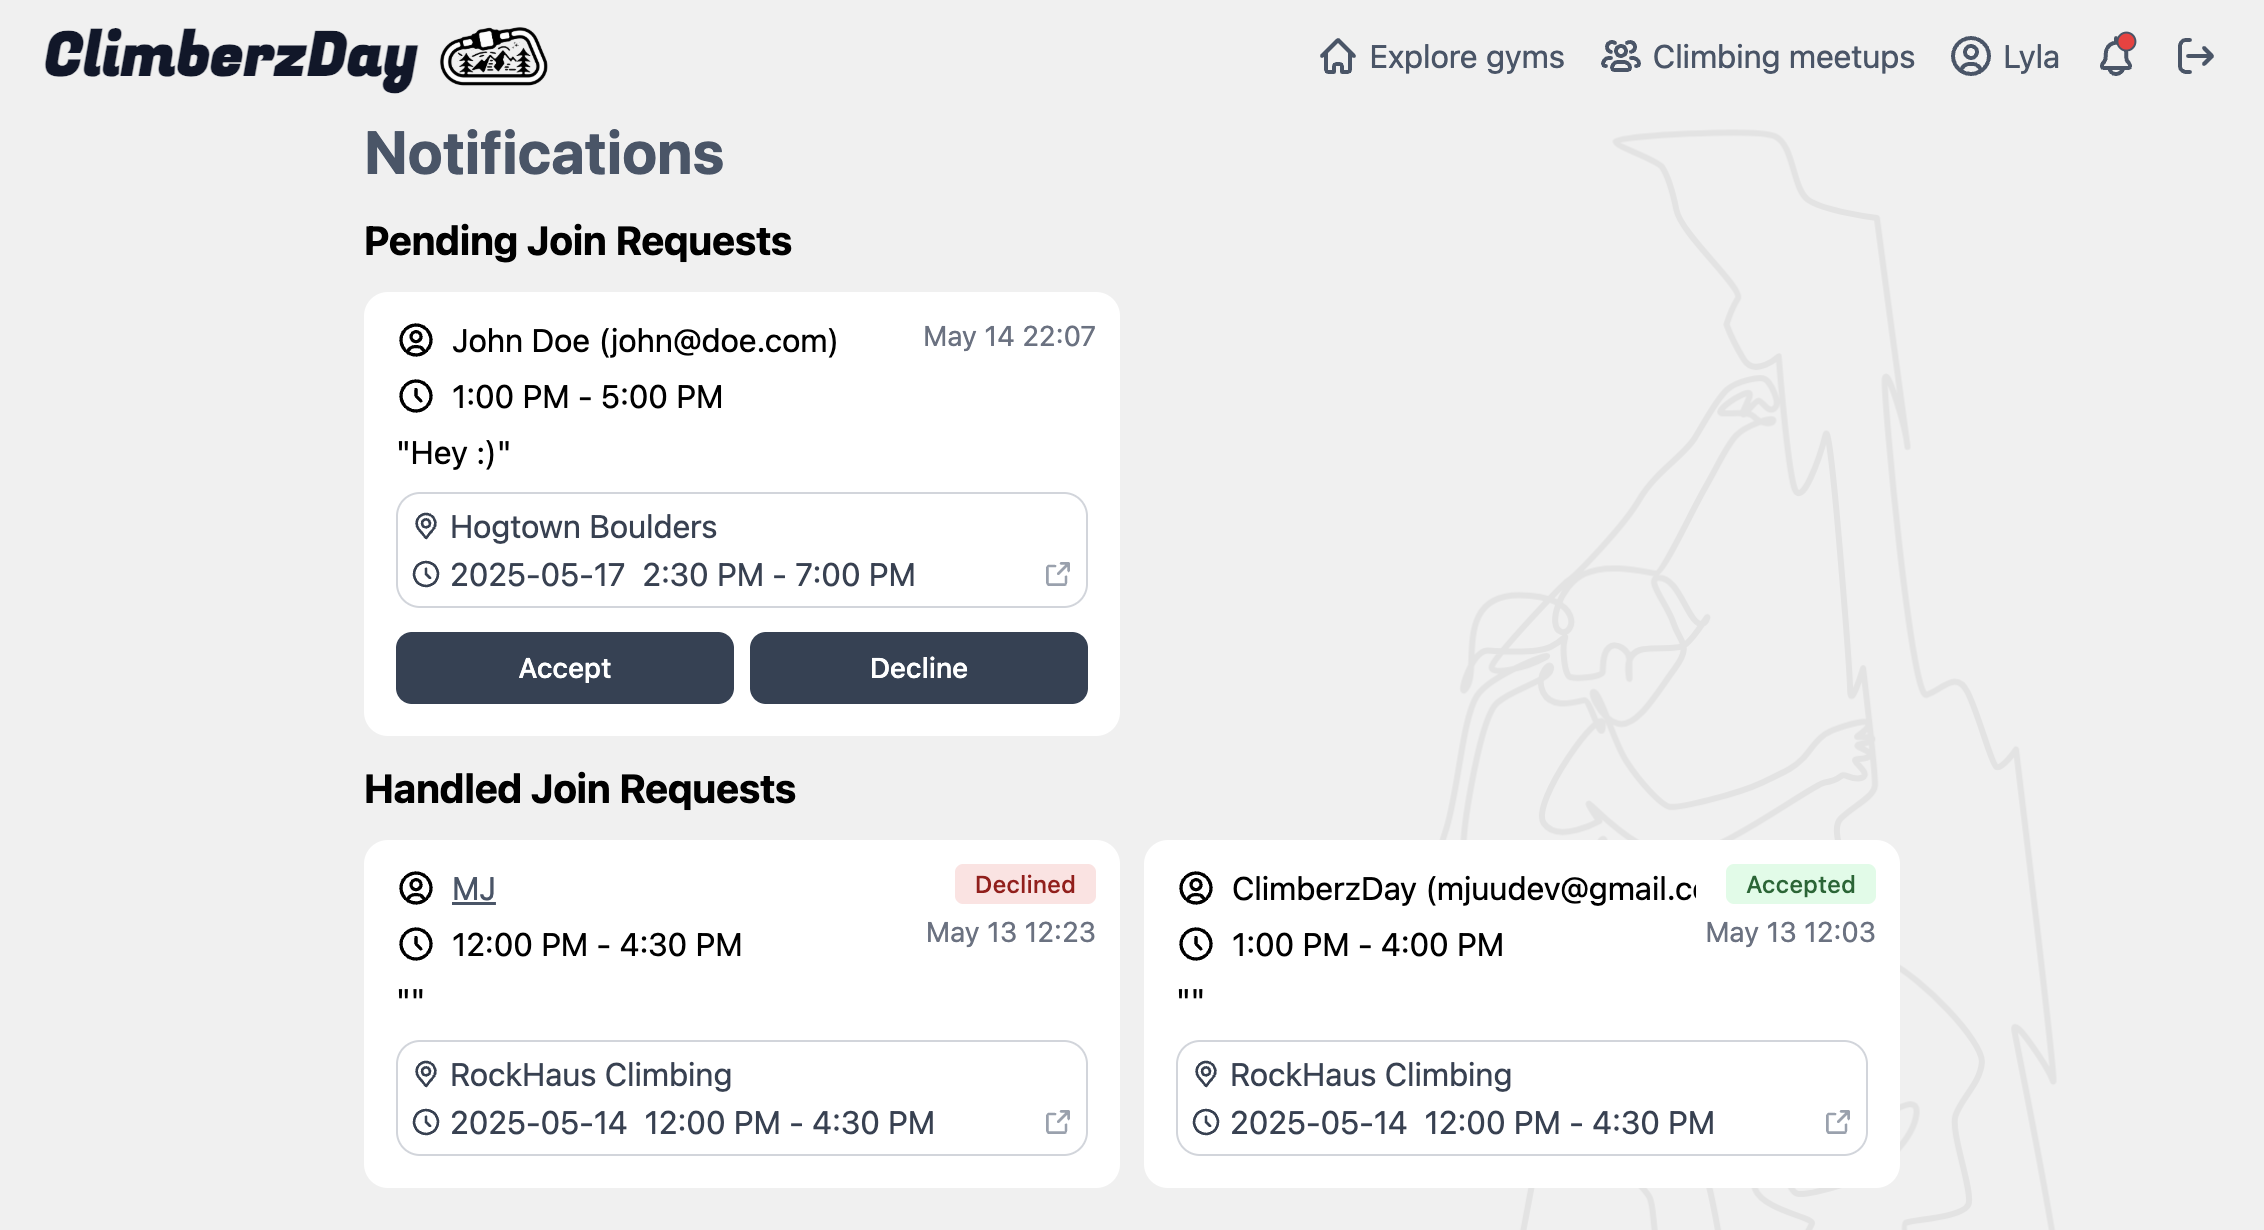 ClimberzDay
Explore gyms
Climbing meetups
Lyla
Notifications
Pending Join Requests
John Doe (john@doe.com)
May 14 22:07
1:00 PM - 5:00 PM
"Hey :)"
Hogtown Boulders
2025-05-17 2:30 PM - 7:00 PM
Accept
Decline
Handled Join Requests
MJ
Declined
May 13 12:23
12:00 PM - 4:30 PM
""
RockHaus Climbing
2025-05-14 12:00 PM - 4:30 PM
ClimberzDay (mjuudev@gmail.c
Accepted
May 13 12:03
1:00 PM - 4:00 PM
""
RockHaus Climbing
2025-05-14 12:00 PM - 4:30 PM